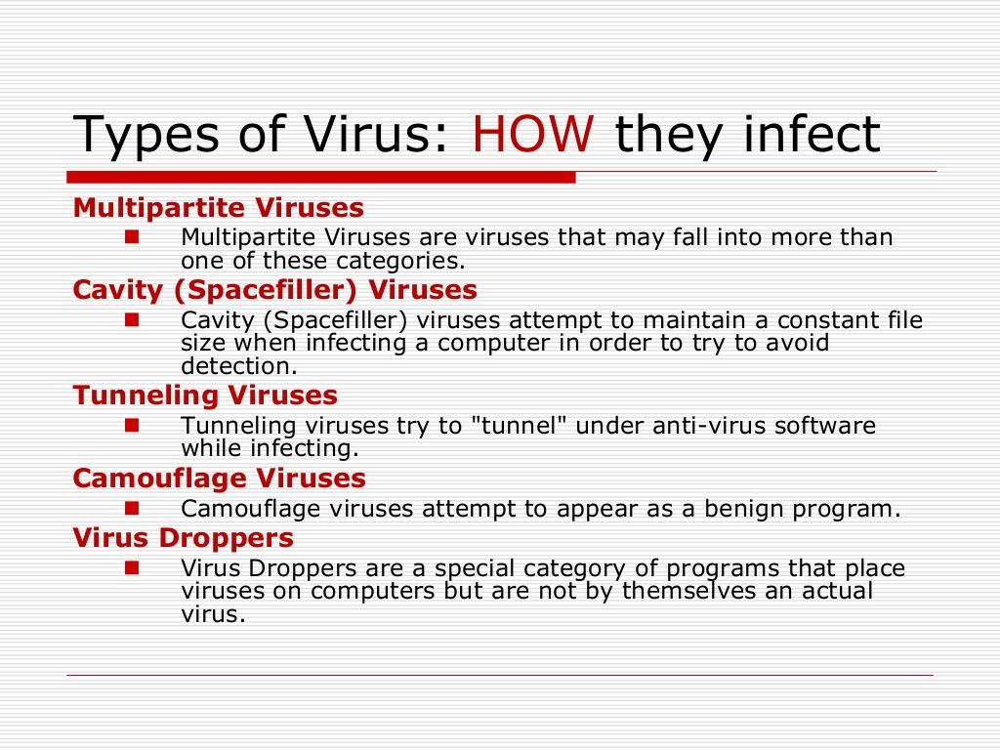 Types of Virus: HOW they infect
Multipartite Viruses
Multipartite Viruses are viruses that may fall into more than
one of these categories.
Cavity (Spacefiller) Viruses
Cavity (Spacefiller) viruses attempt to maintain a constant file
size when infecting a computer in order to try to avoid
detection.
Tunneling Viruses
Tunneling viruses try to "tunnel" under anti-virus software
while infecting.
Camouflage Viruses
Camouflage viruses attempt to appear as a benign program.
Virus Droppers
Virus Droppers are a special category of programs that place
viruses on computers but are not by themselves an actual
virus.